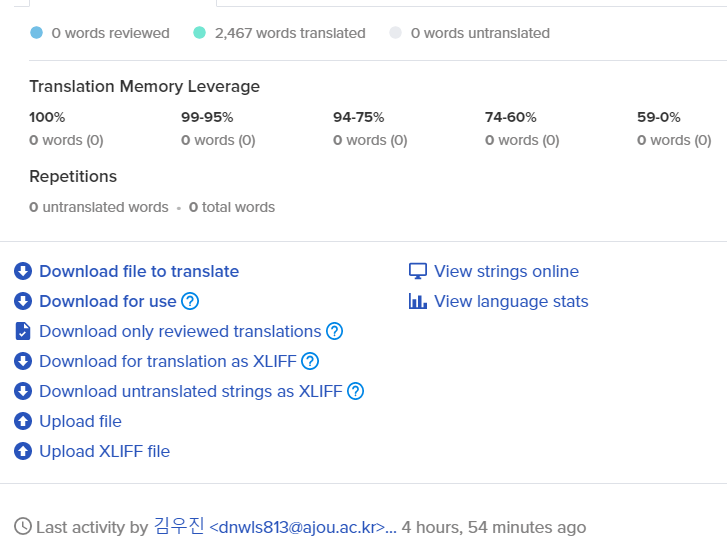 0 words reviewed 2,467 words translated 0 words untranslated
Translation Memory Leverage
100% 99-95% 94-75% 74-60% 59-0%
0 words (0) 0 words (0) 0 words (0) 0 words (0) 0 words (0)
Repetitions
0 untranslated words • 0 total words
Download file to translate
Download for use ?
Download only reviewed translations ?
Download for translation as XLIFF ?
Download untranslated strings as XLIFF ?
Upload file
Upload XLIFF file
View strings online
View language stats
Last activity by 김우진 <dnwls813@ajou.ac.kr>... 4 hours, 54 minutes ago